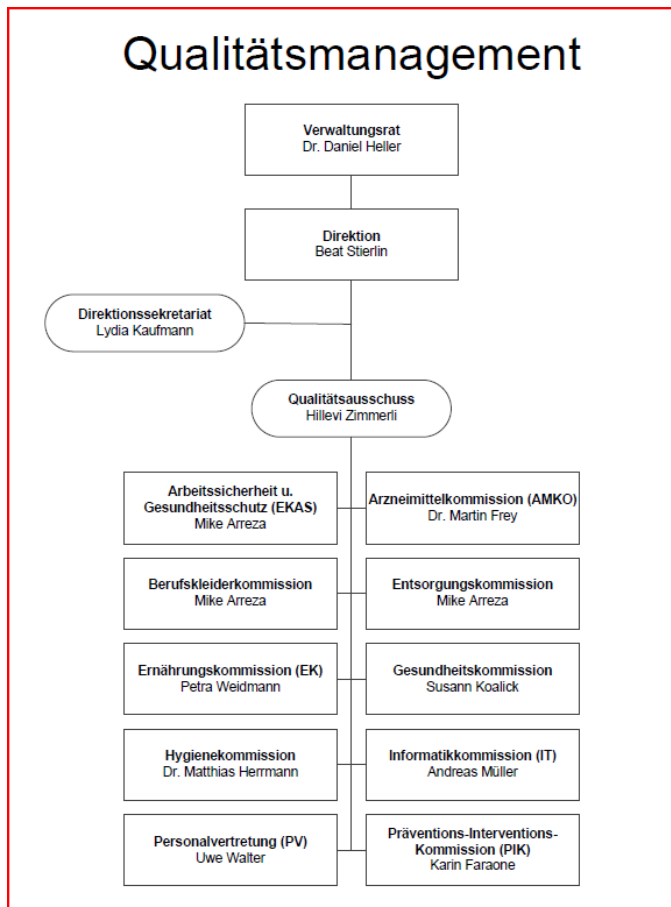 Qualitätsmanagement
Verwaltungsrat
Dr. Daniel Heller
Direktion
Beat Stierlin
Direktionssekretariat
Lydia Kaufmann
Qualitätsausschuss
Hillevi Zimmerli
Arbeitssicherheit u.
Gesundheitsschutz (EKAS)
Mike Arreza
Arzneimittelkommission (AMKO)
Dr. Martin Frey
Berufskleiderkommission
Mike Arreza
Entsorgungskommission
Mike Arreza
Ernährungskommission (EK)
Petra Weidmann
Gesundheitskommission
Susann Koalick
Hygienekommission
Dr. Matthias Herrmann
Informatikkommission (IT)
Andreas Müller
Personalvertretung (PV)
Uwe Walter
Präventions-Interventions-
Kommission (PIK)
Karin Faraone